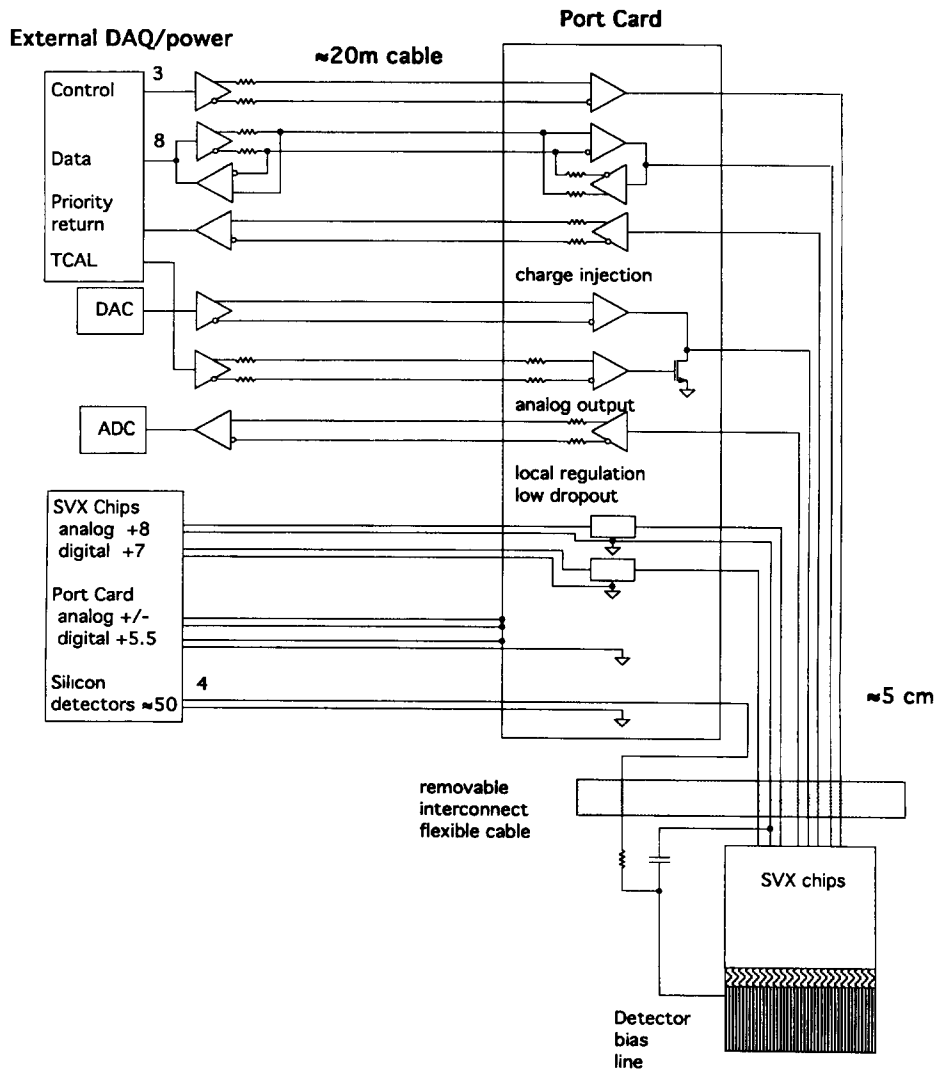 Port Card
External DAQ/power
≈20m cable
3
Control
8
Data
Priority
return
TCAL
charge injection
DAC
analog output
ADC
local regulation
low dropout
SVX Chips
analog +8
digital +7
Port Card
analog +/-
digital +5.5
Silicon
detectors ≈50
4
≈5 cm
removable
interconnect
flexible cable
SVX chips
Detector
bias
line